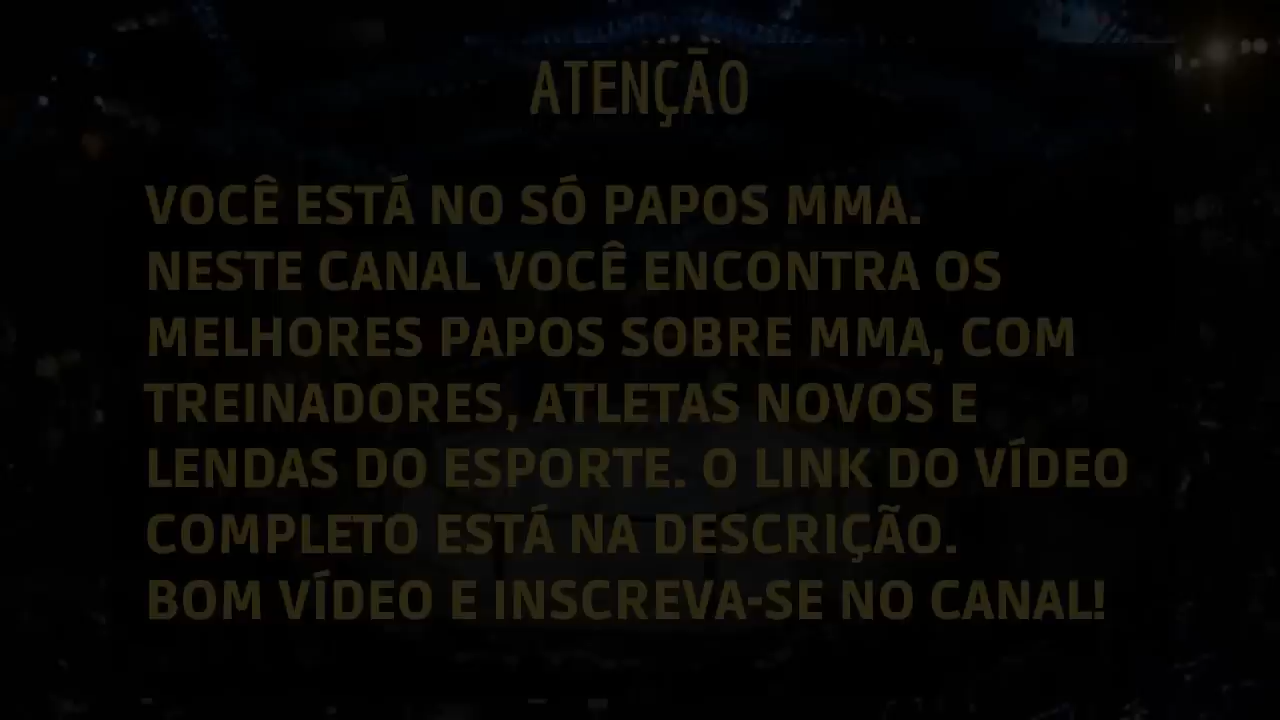 ATENÇÃO
VOCÊ ESTÁ NO SÓ PAPOS MMA.
NESTE CANAL VOCÊ ENCONTRA OS
MELHORES PAPOS SOBRE MMA, COM
TREINADORES, ATLETAS NOVOS E
LENDAS DO ESPORTE. O LINK DO VÍDEO
COMPLETO ESTÁ NA DESCRIÇÃO.
BOM VÍDEO E INSCREVA-SE NO CANAL!